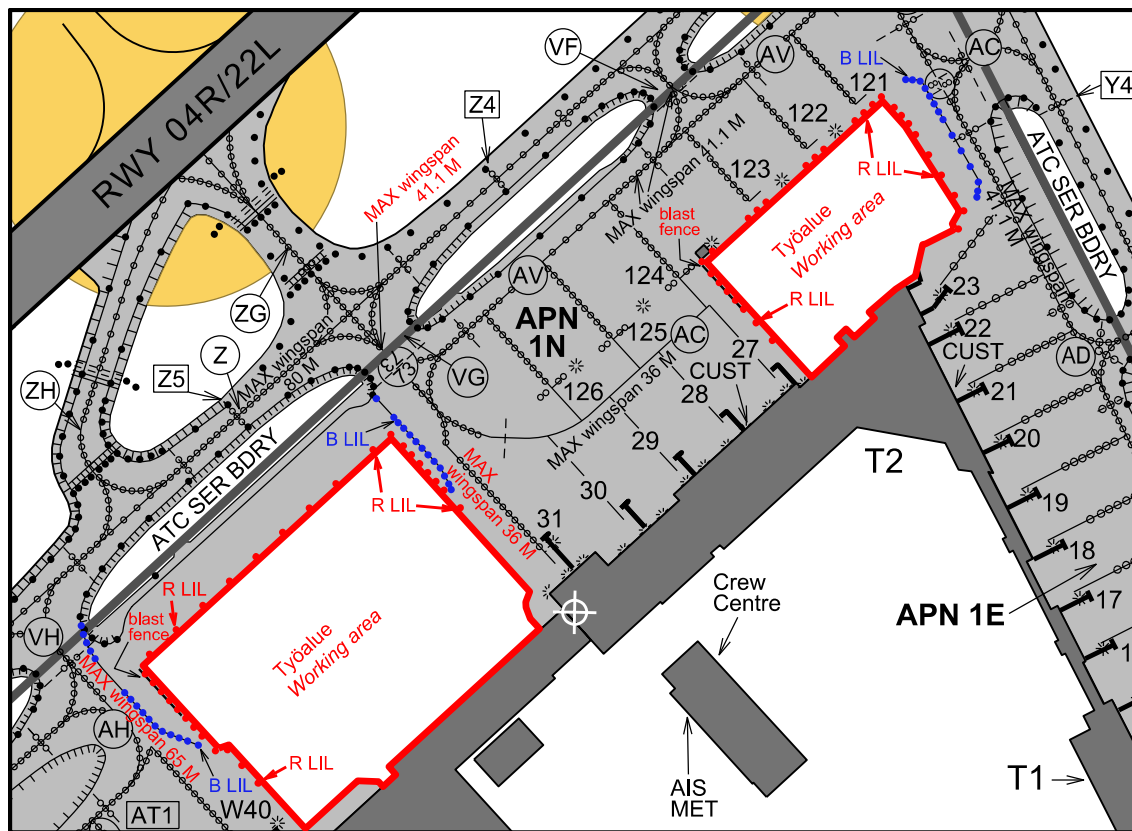 RWY 04R/22L
VF
AV
B LIL
AC
Z4
121
Y4
MAX wingspan
41.1 M
122
R LIL
ATC SER BDRY
MAX wingspan 41.1 M
123
Työalue
Working area
MAX wingspan
blast
fence
ZG
AV
124
R LIL
23
APN
1N
125
AC
22
CUST
Z
VG
27
CUST
AD
ZH
Z5
MAX wingspan
80 M
126
MAX wingspan 36 M
28
21
B LIL
29
20
T2
ATC SER BDRY
R LIL
MAX
wingspan 36 M
30
19
31
18
R LIL
Crew
Centre
17
blast
fence
VH
APN 1E
Työalue
Working area
MAX wingspan 65 M
AH
R LIL
B LIL
AIS
MET
T1
AT1
W40